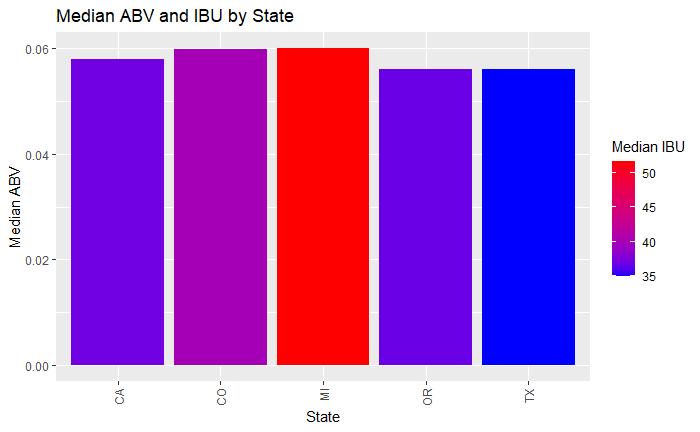 Median ABV and IBU by State
0.06
0.04
0.02
0.00
Median ABV
CA
CO
MI
OR
TX
State
Median IBU
50
45
40
35